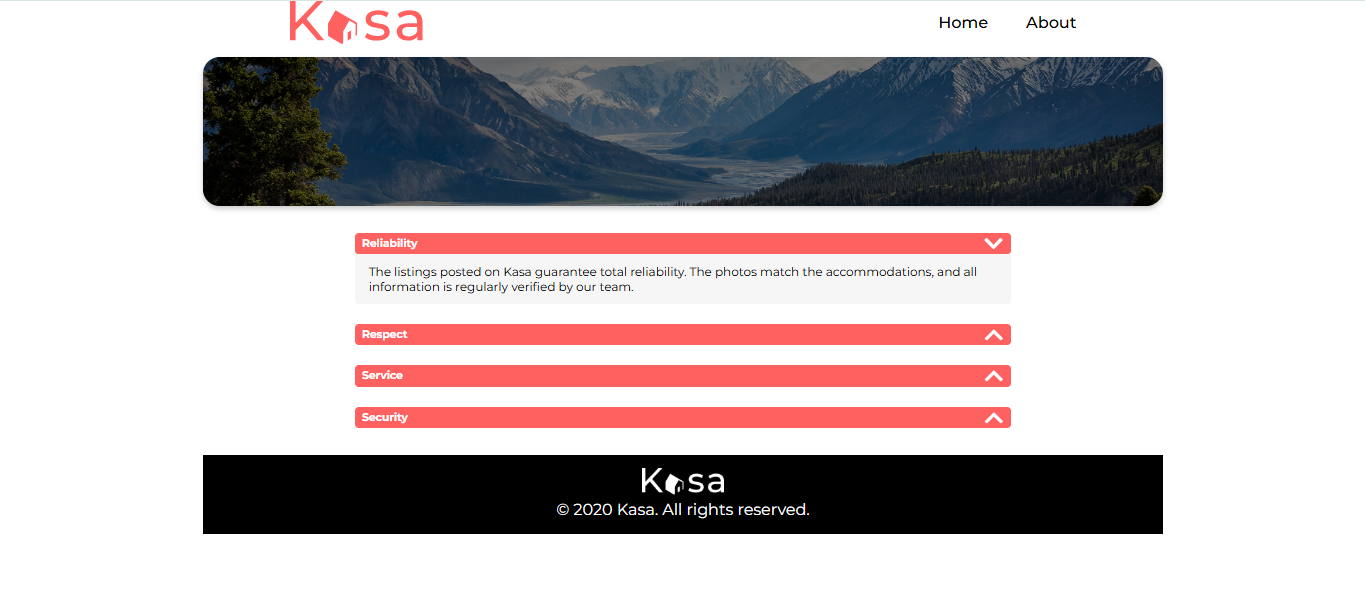 Kasa
Home About
Reliability
The listings posted on Kasa guarantee total reliability. The photos match the accommodations, and all
information is regularly verified by our team.
Respect
Service
Security
Kasa
© 2020 Kasa. All rights reserved.